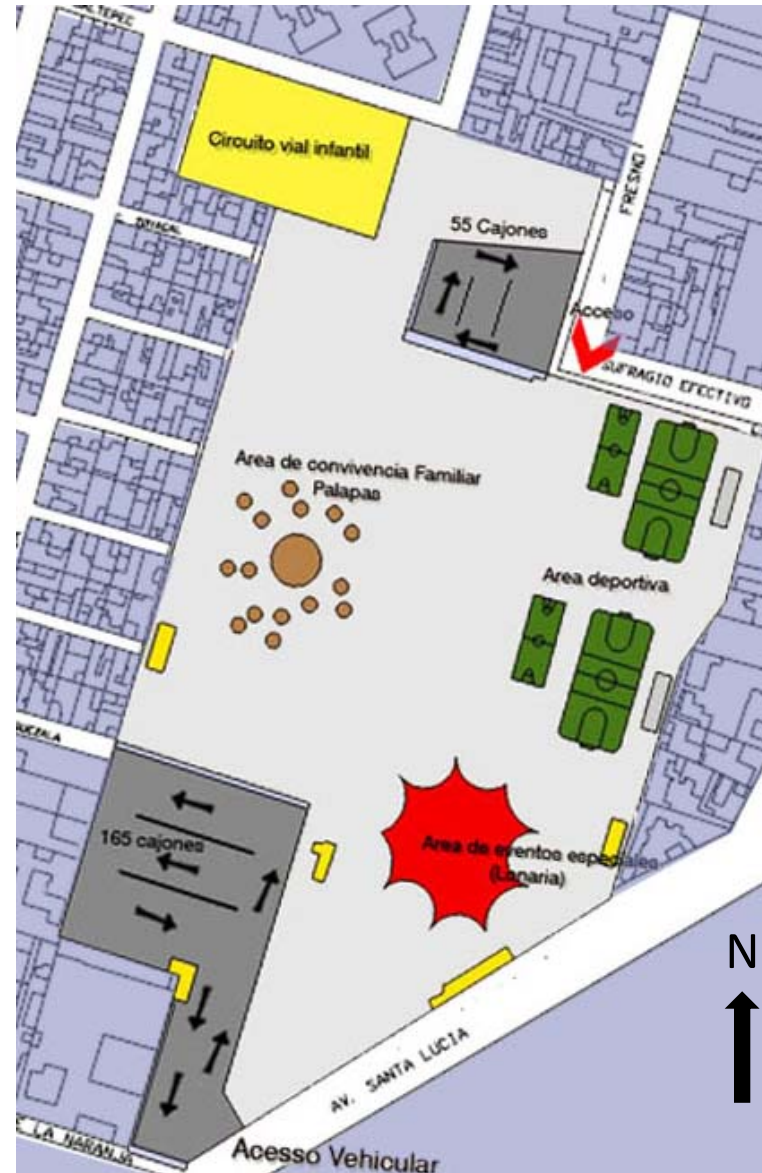 ALTEPEC
Circuito vial infantil
FRESNO
55 Cajones
Acceso
SUFRAGIO EFECTIVO
Area de convivencia Familiar
Palapas
Area deportiva
165 cajones
Area de eventos especiales
(Lonaria)
N
AV. SANTA LUCIA
E LA NARANJA
Acesso Vehicular